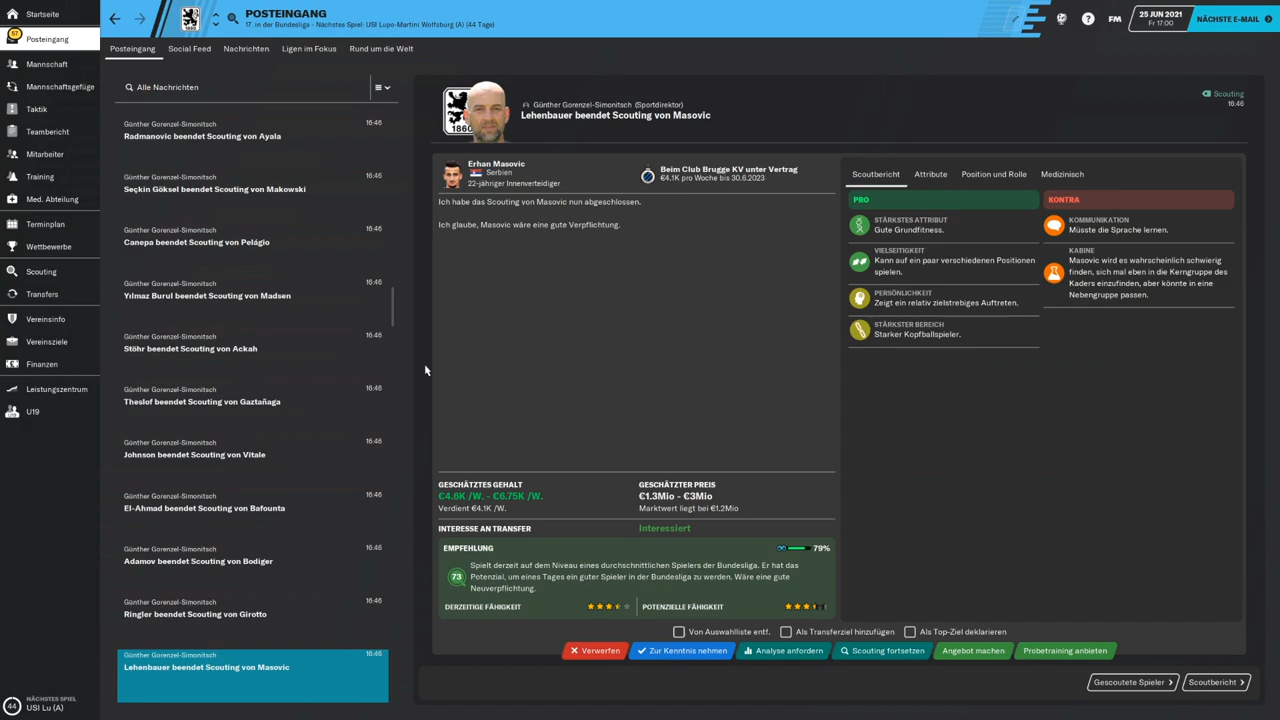 Startseite
57
Posteingang
Mannschaft
Mannschaftsgefüge
Taktik
Teambericht
Mitarbeiter
Training
Med. Abteilung
Terminplan
Wettbewerbe
Scouting
Transfers
Vereinsinfo
Vereinsziele
Finanzen
Leistungszentrum
U19
44
NÄCHSTES SPIEL
USI Lu (A)
POSTEINGANG
17. in der Bundesliga - Nächstes Spiel: USI Lupo-Martini Wolfsburg (A) (44 Tage)
?
FM
25 JUN 2021
Fr 17:00
NÄCHSTE E-MAIL
Posteingang
Social Feed
Nachrichten
Ligen im Fokus
Rund um die Welt
Alle Nachrichten
Günther Gorenzel-Simonitsch
16:46
Radmanovic beendet Scouting von Ayala
Günther Gorenzel-Simonitsch
16:46
Seçkin Göksel beendet Scouting von Makowski
Günther Gorenzel-Simonitsch
16:46
Canepa beendet Scouting von Pelágio
Günther Gorenzel-Simonitsch
16:46
Yılmaz Burul beendet Scouting von Madsen
Günther Gorenzel-Simonitsch
16:46
Stöhr beendet Scouting von Ackah
Günther Gorenzel-Simonitsch
16:46
Theslof beendet Scouting von Gaztañaga
Günther Gorenzel-Simonitsch
16:46
Johnson beendet Scouting von Vitale
Günther Gorenzel-Simonitsch
16:46
El-Ahmad beendet Scouting von Bafounta
Günther Gorenzel-Simonitsch
16:46
Adamov beendet Scouting von Bodiger
Günther Gorenzel-Simonitsch
16:46
Ringler beendet Scouting von Girotto
Günther Gorenzel-Simonitsch
16:46
Lehenbauer beendet Scouting von Masovic
1860
Günther Gorenzel-Simonitsch (Sportdirektor)
Lehenbauer beendet Scouting von Masovic
Scouting
16:46
Erhan Masovic
Serbien
22-jähriger Innenverteidiger
Beim Club Brugge KV unter Vertrag
€4.1K pro Woche bis 30.6.2023
Ich habe das Scouting von Masovic nun abgeschlossen.
Ich glaube, Masovic wäre eine gute Verpflichtung.
GESCHÄTZTES GEHALT
€4.6K /W. - €6.75K /W.
Verdient €4.1K /W.
GESCHÄTZTER PREIS
€1.3Mio - €3Mio
Marktwert liegt bei €1.2Mio
INTERESSE AN TRANSFER
Interessiert
EMPFEHLUNG
79%
73
Spielt derzeit auf dem Niveau eines durchschnittlichen Spielers der Bundesliga. Er hat das
Potenzial, um eines Tages ein guter Spieler in der Bundesliga zu werden. Wäre eine gute
Neuverpflichtung.
DERZEITIGE FÄHIGKEIT
POTENZIELLE FÄHIGKEIT
Scoutbericht
Attribute
Position und Rolle
Medizinisch
PRO
STÄRKSTES ATTRIBUT
Gute Grundfitness.
VIELSEITIGKEIT
Kann auf ein paar verschiedenen Positionen
spielen.
PERSÖNLICHKEIT
Zeigt ein relativ zielstrebiges Auftreten.
STÄRKSTER BEREICH
Starker Kopfballspieler.
KONTRA
KOMMUNIKATION
Müsste die Sprache lernen.
KABINE
Masovic wird es wahrscheinlich schwierig
finden, sich mal eben in die Kerngruppe des
Kaders einzufinden, aber könnte in eine
Nebengruppe passen.
Von Auswahlliste entf.
Als Transferziel hinzufügen
Als Top-Ziel deklarieren
Verwerfen
Zur Kenntnis nehmen
Analyse anfordern
Scouting fortsetzen
Angebot machen
Probetraining anbieten
Gescoutete Spieler
Scoutbericht